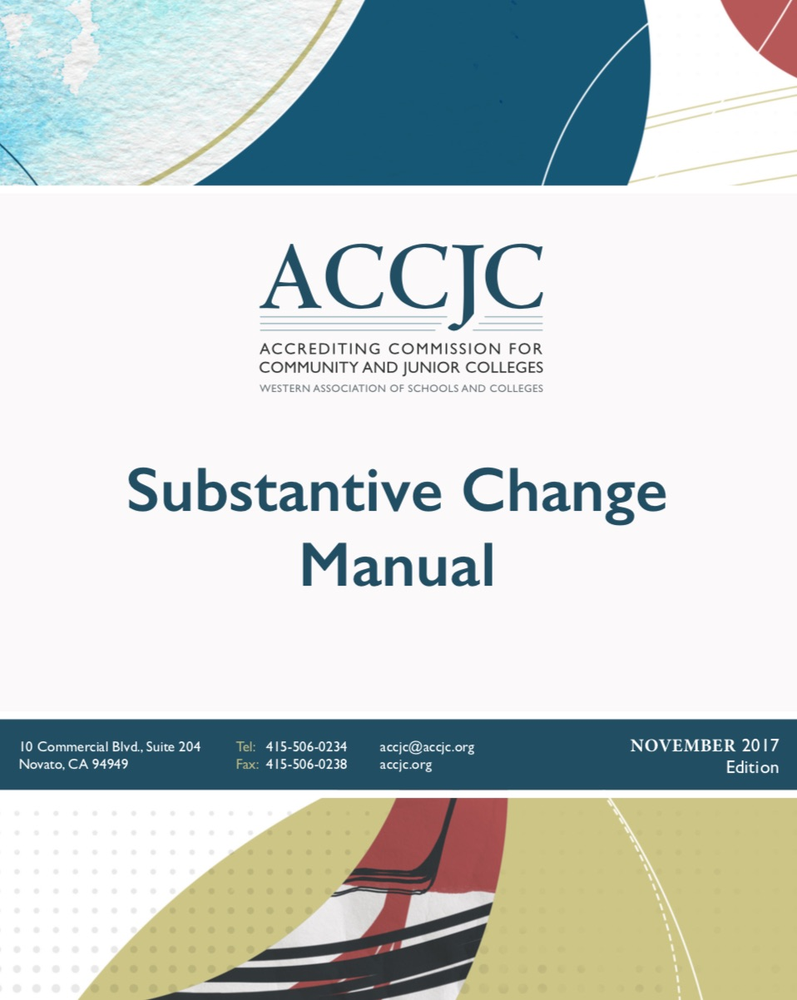 ACCJC
ACCREDITING COMMISSION FOR
COMMUNITY AND JUNIOR COLLEGES
WESTERN ASSOCIATION OF SCHOOLS AND COLLEGES
Substantive Change
Manual
10 Commercial Blvd., Suite 204
Novato, CA 94949
Tel: 415-506-0234
Fax: 415-506-0238
accjc@accjc.org
accjc.org
NOVEMBER 2017
Edition